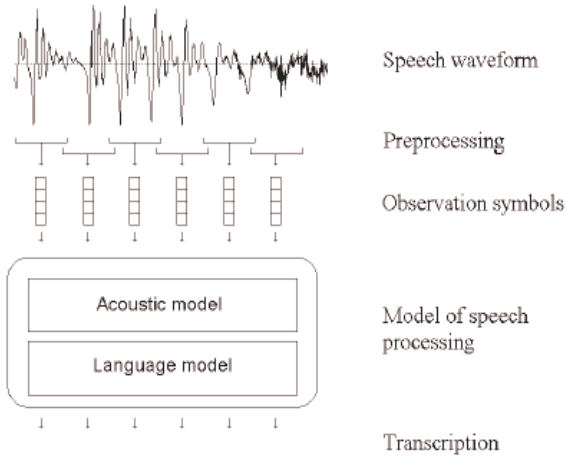 Speech waveform
Preprocessing
Observation symbols
Acoustic model
Language model
Model of speech
processing
Transcription